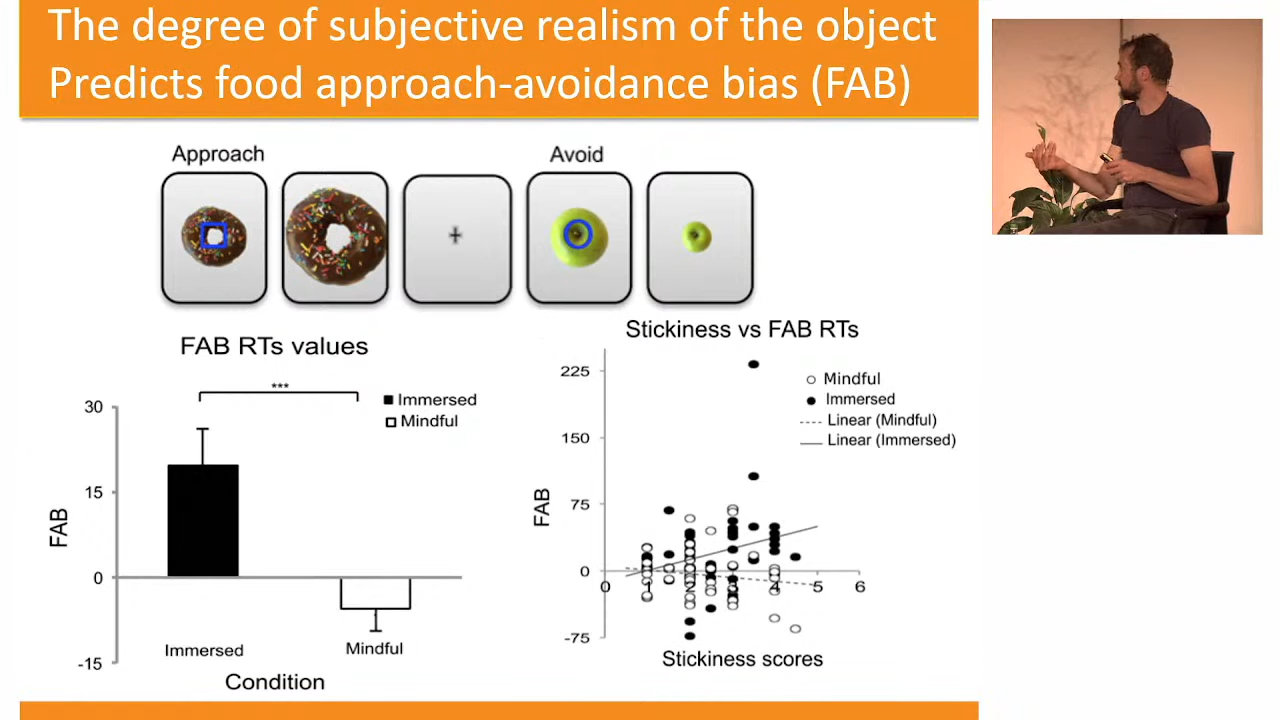 The degree of subjective realism of the object
Predicts food approach-avoidance bias (FAB)
Approach
Avoid
+
FAB RTs values
***
Immersed
Mindful
30
15
0
-15
FAB
Immersed
Mindful
Condition
Stickiness vs FAB RTs
Mindful
Immersed
Linear (Mindful)
Linear (Immersed)
225
150
75
0
-75
FAB
0 1 2 3 4 5 6
Stickiness scores